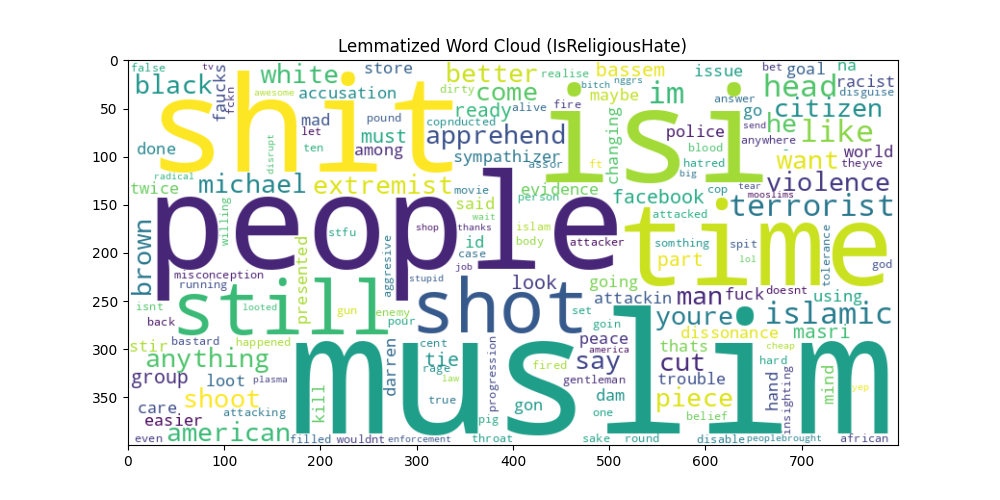 Lemmatized Word Cloud (IsReligiousHate)
0
50
100
150
200
250
300
350
0
100
200
300
400
500
600
700
false
tv
black
faucks
fckn
awesome
white
store
accusation
better
dirty
come
realise
bitch
nggrs
bassem
maybe
im
issue
answer
bet
goal
na
head
racist
disguise
shit
isi
mad
let
ten
pound
must
among
ready
alive
fire
copnducted
apprehend
sympathizer
assor
ft
changing
police
blood
hatred
big
go
citizen
send
he
like
anywhere
-
want
world
theyve
done
disrupt
radical
twice
michael
extremist
movie
evidence
person
facebook
cop
tear
mooslims
violence
terrorist
attacked
people
time
willing
brown
stfu
said
shop
wait
thanks
islam
id
body
case
job
attacker
somthing
spit
lol
part
tolerance
god
misconception
running
presented
aggresive
stupid
look
going
attackin
man
fuck
doesnt
using
isnt
looted
gun
enemy
pour
still
shot
set
goin
youre
islamic
back
stir
bastard
happened
dissonance
masri
cheap
anything
darren
cent
tie
rage
law
progression
fired
peace
america
say
gentleman
thats
cut
trouble
hard
muslim
group
loot
plasma
shoot
kill
true
gon
dam
one
piece
belief
hand
insighting
mind
yep
care
easier
attacking
pig
even
american
filled
wouldnt
enforcement
throat
sake
round
disable
peoplebrought
african